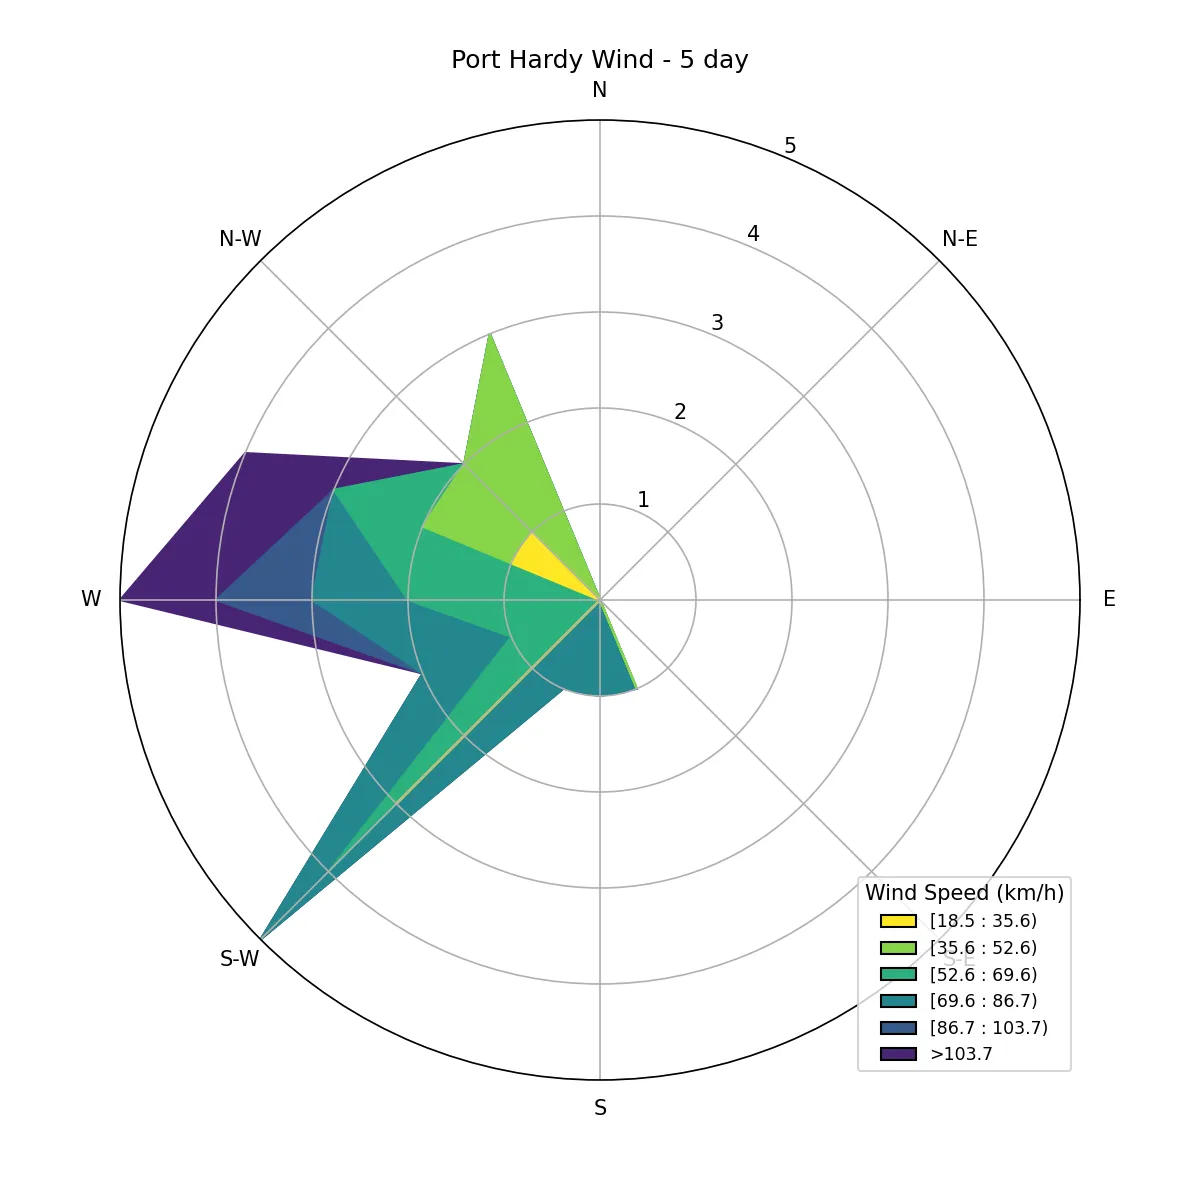 Port Hardy Wind - 5 day
N
5
N-W
N-E
4
3
2
1
W
E
S-W
S-E
S
Wind Speed (km/h)
[18.5 : 35.6)
[35.6 : 52.6)
[52.6 : 69.6)
[69.6 : 86.7)
[86.7 : 103.7)
>103.7